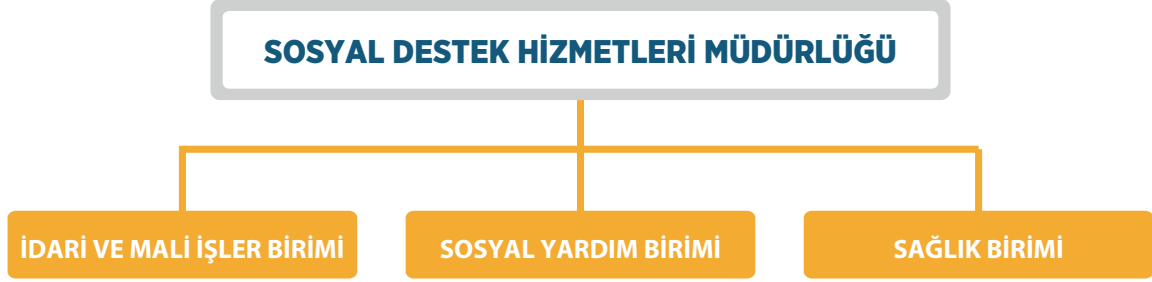 SOSYAL DESTEK HİZMETLERİ MÜDÜRLÜĞÜ
İDARİ VE MALİ İŞLER BİRİMİ
SOSYAL YARDIM BİRİMİ
SAĞLIK BİRİMİ